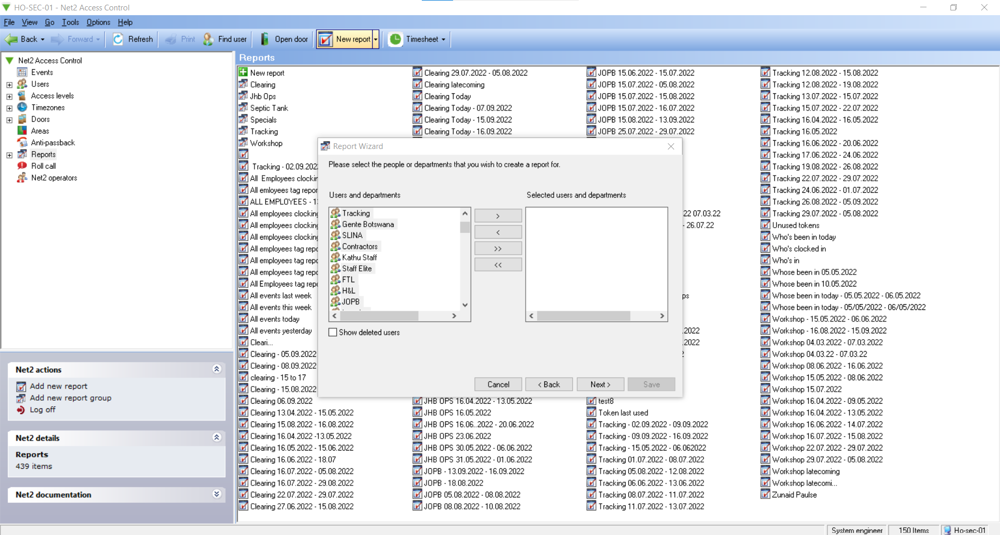 HO-SEC-01 - Net2 Access Control
File View Go Tools Options Help
Back Forward Refresh Print Find user Open door New report Timesheet
Net2 Access Control
Events
Users
Access levels
Timezones
Doors
Areas
Anti-passback
Reports
Roll call
Net2 operators
Net2 actions
Add new report
Add new report group
Log off
Net2 details
Reports
439 items
Net2 documentation
Reports
New report
Clearing
Jhb Ops
Septic Tank
Specials
Tracking
Workshop
Tracking - 02.09.202
All Employees clockin
All emloyees tag repor
ALL EMPLOYEES - 1
All employees clocking
All employees clocking
All employees clocking
All employees tag repo
All employees tag repo
All employees tag repo
All Employees tag repo
All events last week
All events this week
All events today
All events yesterday
Cleari...
Clearing - 05.09.2022
Clearing - 08.09.2022
clearing - 15 to 17
Clearing - 15.08.2022
Clearing 06.09.2022
Clearing 13.04.2022 - 15.05.2022
Clearing 15.08.2022 - 16.08.2022
Clearing 16.04.2022 -13.05.2022
Clearing 16.05.2022 - 15.06.2022
Clearing 16.06.2022 - 18.07
Clearing 16.07.2022 - 05.08.2022
Clearing 16.07.2022 - 29.08.2022
Clearing 22.07.2022 - 29.07.2022
Clearing 27.06.2022 - 15.08.2022
Clearing 29.07.2022 - 05.08.2022
Clearing latecoming
Clearing Today
Clearing Today - 07.09.2022
Clearing Today - 15.09.2022
Clearing Today - 16.09.2022
JHB OPS 16.04.2022 - 13.05.2022
JHB OPS 16.05.2022
JHB OPS 16.06..2022 - 20.06.2022
JHB OPS 23.06.2022
JHB OPS 30.05.2022 - 06.06.2022
JHB OPS 31.05.2022 - 01.06.2022
JOPB - 13.09.2022 - 16.09.2022
JOPB - 18.08.2022
JOPB 05.08.2022 - 08.08.2022
JOPB 08.08.2022 - 10.08.2022
JOPB 15.06.2022 - 15.07.2022
JOPB 15.07.2022 - 05.08.2022
JOPB 15.07.2022 - 15.08.2022
JOPB 15.07.2022 - 16.07.2022
JOPB 15.08.2022 - 13.09.2022
JOPB 25.07.2022 - 29.07.2022
22 07.03.22
- 26.07.22
ps
.2022
.2022
test8
Token last used
Tracking - 02.09.2022 - 09.09.2022
Tracking - 09.09.2022 - 16.09.2022
Tracking - 15.05.2022 - 06.062022
Tracking 01.07.2022 - 08.07.2022
Tracking 05.08.2022 - 12.08.2022
Tracking 06.06.2022 - 13.06.2022
Tracking 08.07.2022 - 11.07.2022
Tracking 11.07.2022 - 13.07.2022
Tracking 12.08.2022 - 15.08.2022
Tracking 12.08.2022 - 19.08.2022
Tracking 13.07.2022 - 15.07.2022
Tracking 15.07.2022 - 22.07.2022
Tracking 16.04.2022 - 16.05.2022
Tracking 16.05.2022
Tracking 16.06.2022 - 20.06.2022
Tracking 17.06.2022 - 24.06.2022
Tracking 19.08.2022 - 26.08.2022
Tracking 22.07.2022 - 29.07.2022
Tracking 24.06.2022 - 01.07.2022
Tracking 26.08.2022 - 05.09.2022
Tracking 29.07.2022 - 05.08.2022
Unused tokens
Who's been in today
Who's clocked in
Who's in
Whose been in 05.05.2022
Whose been in 10.05.2022
Whose been in today - 05.05.2022 - 06.05.2022
Whose been in today - 05/05/2022 - 06/05/2022
Workshop - 15.05.2022 - 06.06.2022
Workshop - 16.08.2022 - 15.09.2022
Workshop 04.03.2022 - 07.03.2022
Workshop 04.03.22 - 07.03.22
Workshop 08.06.2022 - 16.06.2022
Workshop 15.05.2022 - 08.06.2022
Workshop 15.07.2022
Workshop 16.04.2022 - 09.05.2022
Workshop 16.04.2022 - 13.05.2022
Workshop 16.06.2022 - 14.07.2022
Workshop 16.07.2022 - 15.08.2022
Workshop 22.07.2022 - 29.07.2022
Workshop 29.07.2022 - 05.08.2022
Workshop latecoming
Workshop latecomi...
Zunaid Paulse
Report Wizard
Please select the people or departments that you wish to create a report for.
Users and departments
Tracking
Gente Botswana
SLINA
Contractors
Kathu Staff
Staff Elite
FTL
H&L
JOPB
>
<
>>
<<
Selected users and departments
Show deleted users
Cancel < Back Next > Save
System engineer 150 Items Ho-sec-01